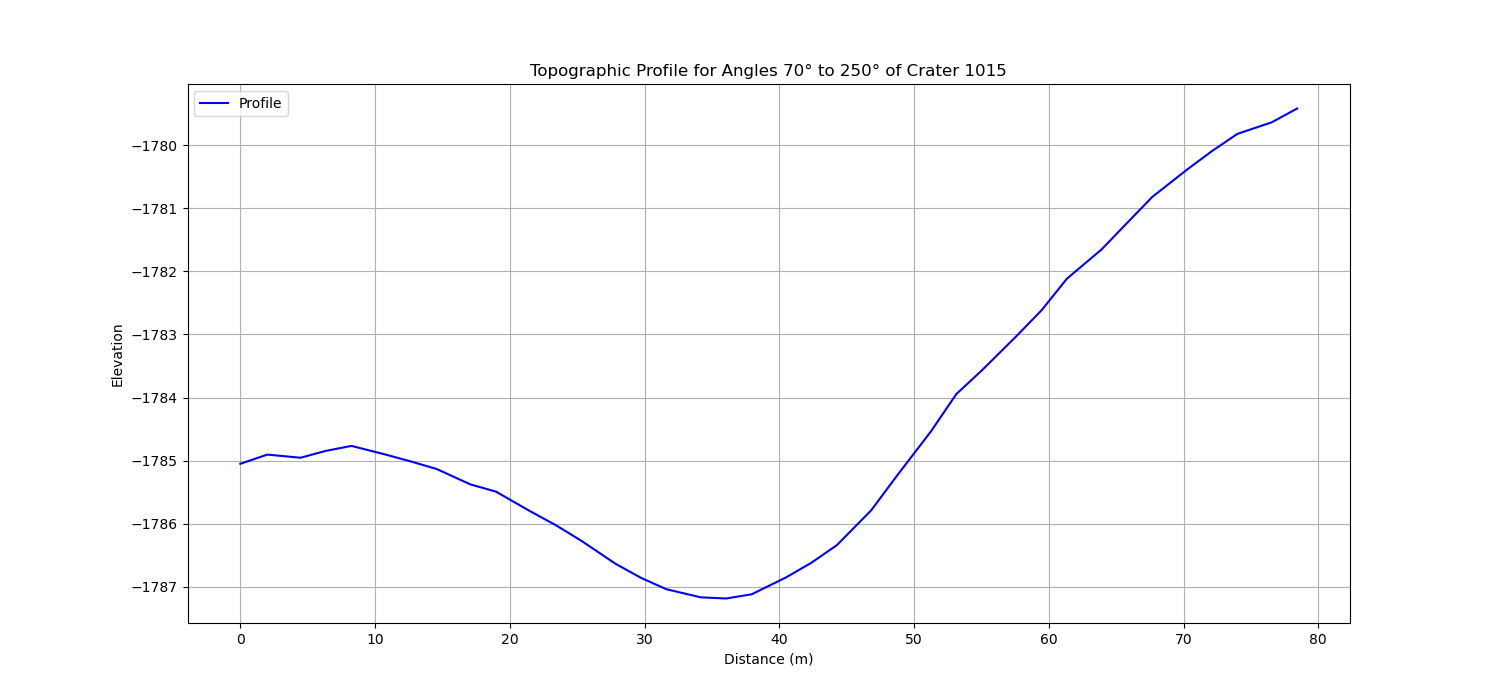 Topographic Profile for Angles 70° to 250° of Crater 1015
Profile
−1780
−1781
−1782
−1783
−1784
−1785
−1786
−1787
Elevation
0 10 20 30 40 50 60 70 80
Distance (m)